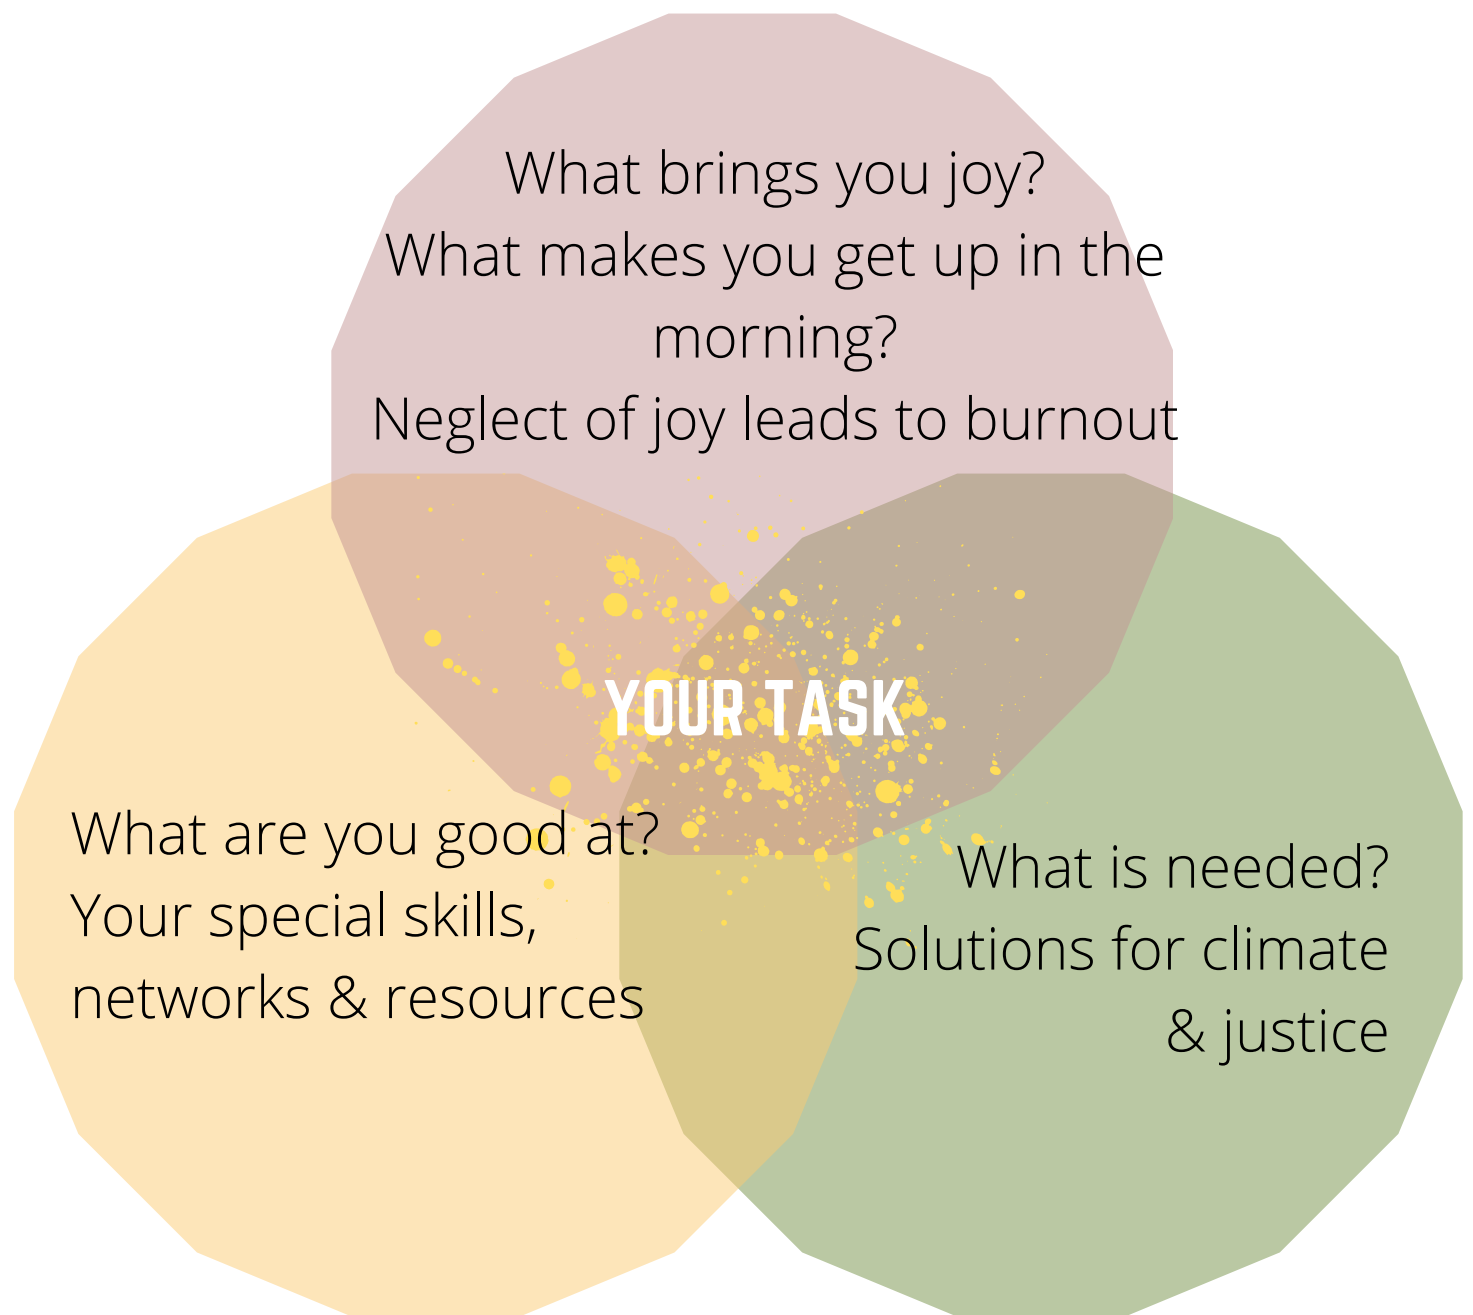 What brings you joy?
What makes you get up in the
morning?
Neglect of joy leads to burnout
YOUR TASK
What are you good at?
Your special skills,
networks & resources
What is needed?
Solutions for climate
& justice